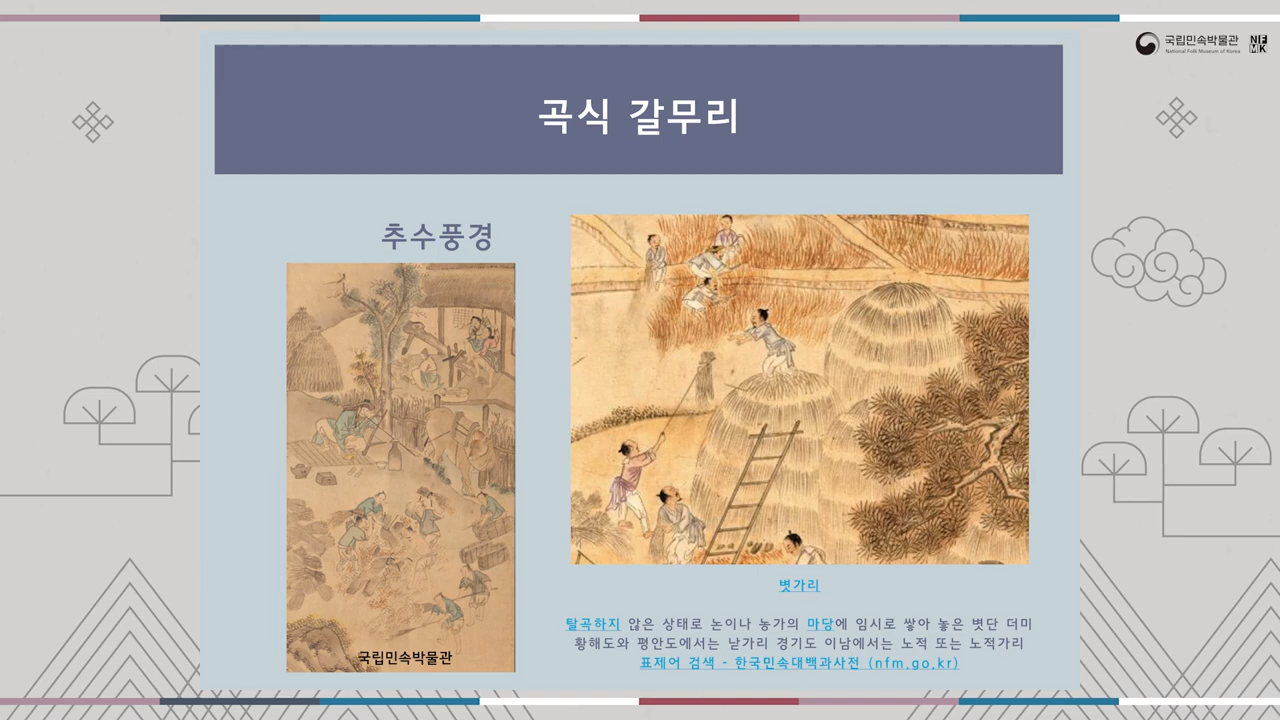 국립민속박물관
National Folk Museum of Korea
NF
MK
곡식 갈무리
추수풍경
국립민속박물관
볏가리
탈곡하지 않은 상태로 논이나 농가의 마당에 임시로 쌓아 놓은 볏단 더미
황해도와 평안도에서는 낟가리 경기도 이남에서는 노적 또는 노적가리
표제어 검색 - 한국민속대백과사전 (nfm.go.kr)